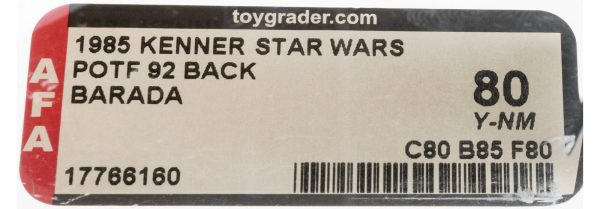 toygrader.com
AFA
1985 KENNER STAR WARS
POTF 92 BACK
BARADA
80
Y-NM
C80 B85 F80
17766160